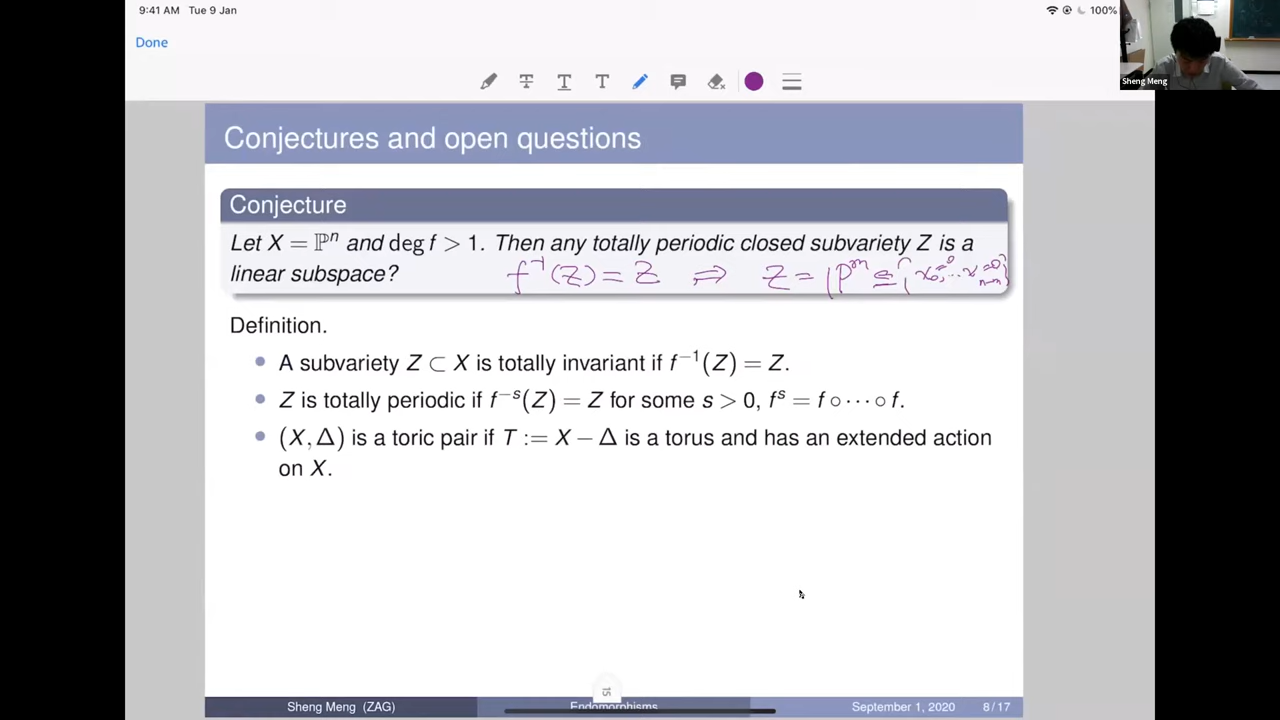 9:41 AM Tue 9 Jan
100%
Done
Sheng Meng
Conjectures and open questions
Conjecture
Let X = ℙⁿ and deg f > 1. Then any totally periodic closed subvariety Z is a
linear subspace?
f⁻¹(Z) = Z ⇒ Z = ℙᵐ
Definition.
• A subvariety Z ⊂ X is totally invariant if f⁻¹(Z) = Z.
• Z is totally periodic if f⁻ˢ(Z) = Z for some s > 0, fˢ = f ∘ ⋯ ∘ f.
• (X, Δ) is a toric pair if T := X − Δ is a torus and has an extended action
on X.
15
Sheng Meng (ZAG)
Endomorphisms
September 1, 2020
8 / 17